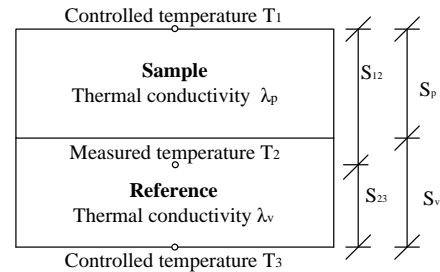 Controlled temperature T1
Sample
Thermal conductivity λp
Measured temperature T2
Reference
Thermal conductivity λv
Controlled temperature T3
S12
S23
Sp
Sv